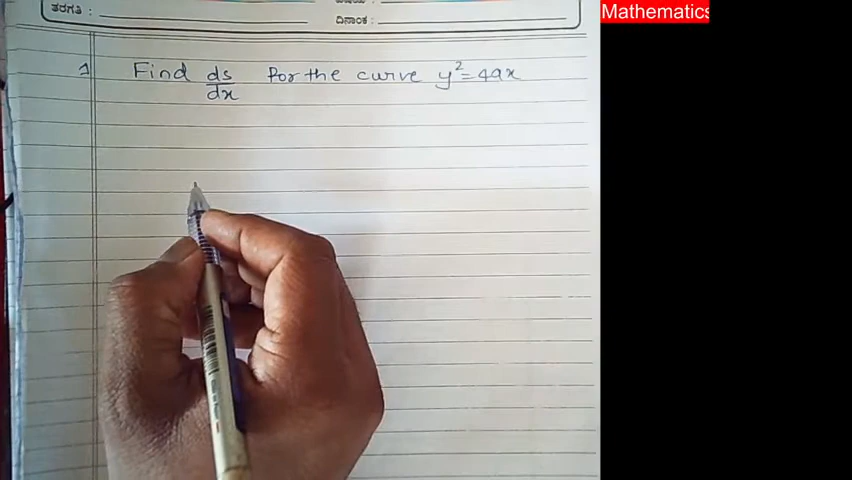 ತರಗತಿ :
ದಿನಾಂಕ :
Mathematics
1 Find ds/dx for the curve y²=4ax